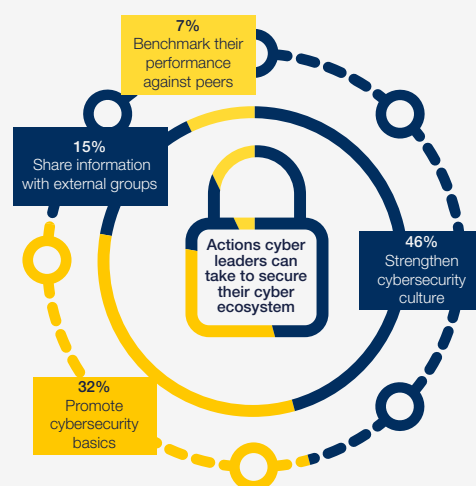 7%
Benchmark their
performance
against peers
15%
Share information
with external groups
Actions cyber
leaders can
take to secure
their cyber
ecosystem
46%
Strengthen
cybersecurity
culture
32%
Promote
cybersecurity
basics